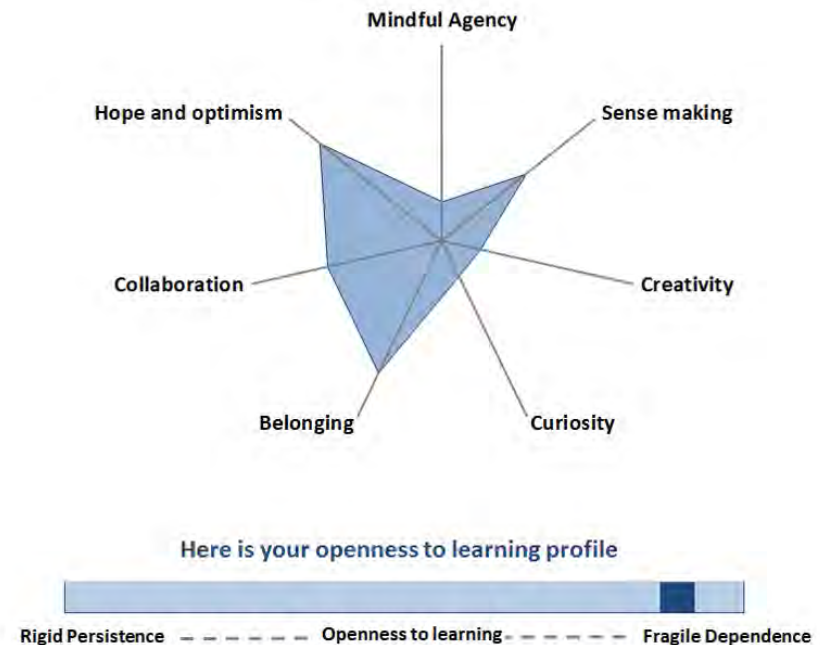 Mindful Agency
Hope and optimism
Sense making
Collaboration
Creativity
Belonging
Curiosity
Here is your openness to learning profile
Rigid Persistence
Openness to learning
Fragile Dependence